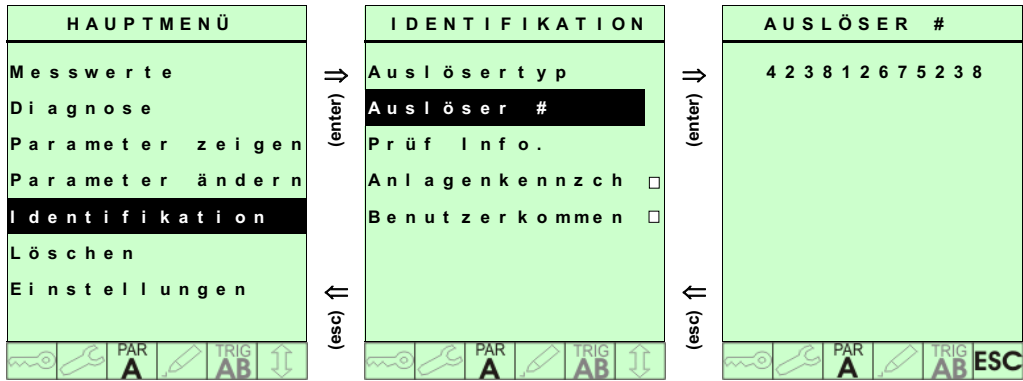 HAUPTMENÜ
Messwerte
Diagnose
Parameter zeigen
Parameter ändern
Identifikation
Löschen
Einstellungen
PAR A TRIG AB
⇒ (enter)
⇐ (esc)
IDENTIFIKATION
Auslösertyp
Auslöser #
Prüf Info.
Anlagenkennzch
Benutzerkommen
PAR A TRIG AB
⇒ (enter)
⇐ (esc)
AUSLÖSER #
423812675238
PAR A TRIG AB ESC